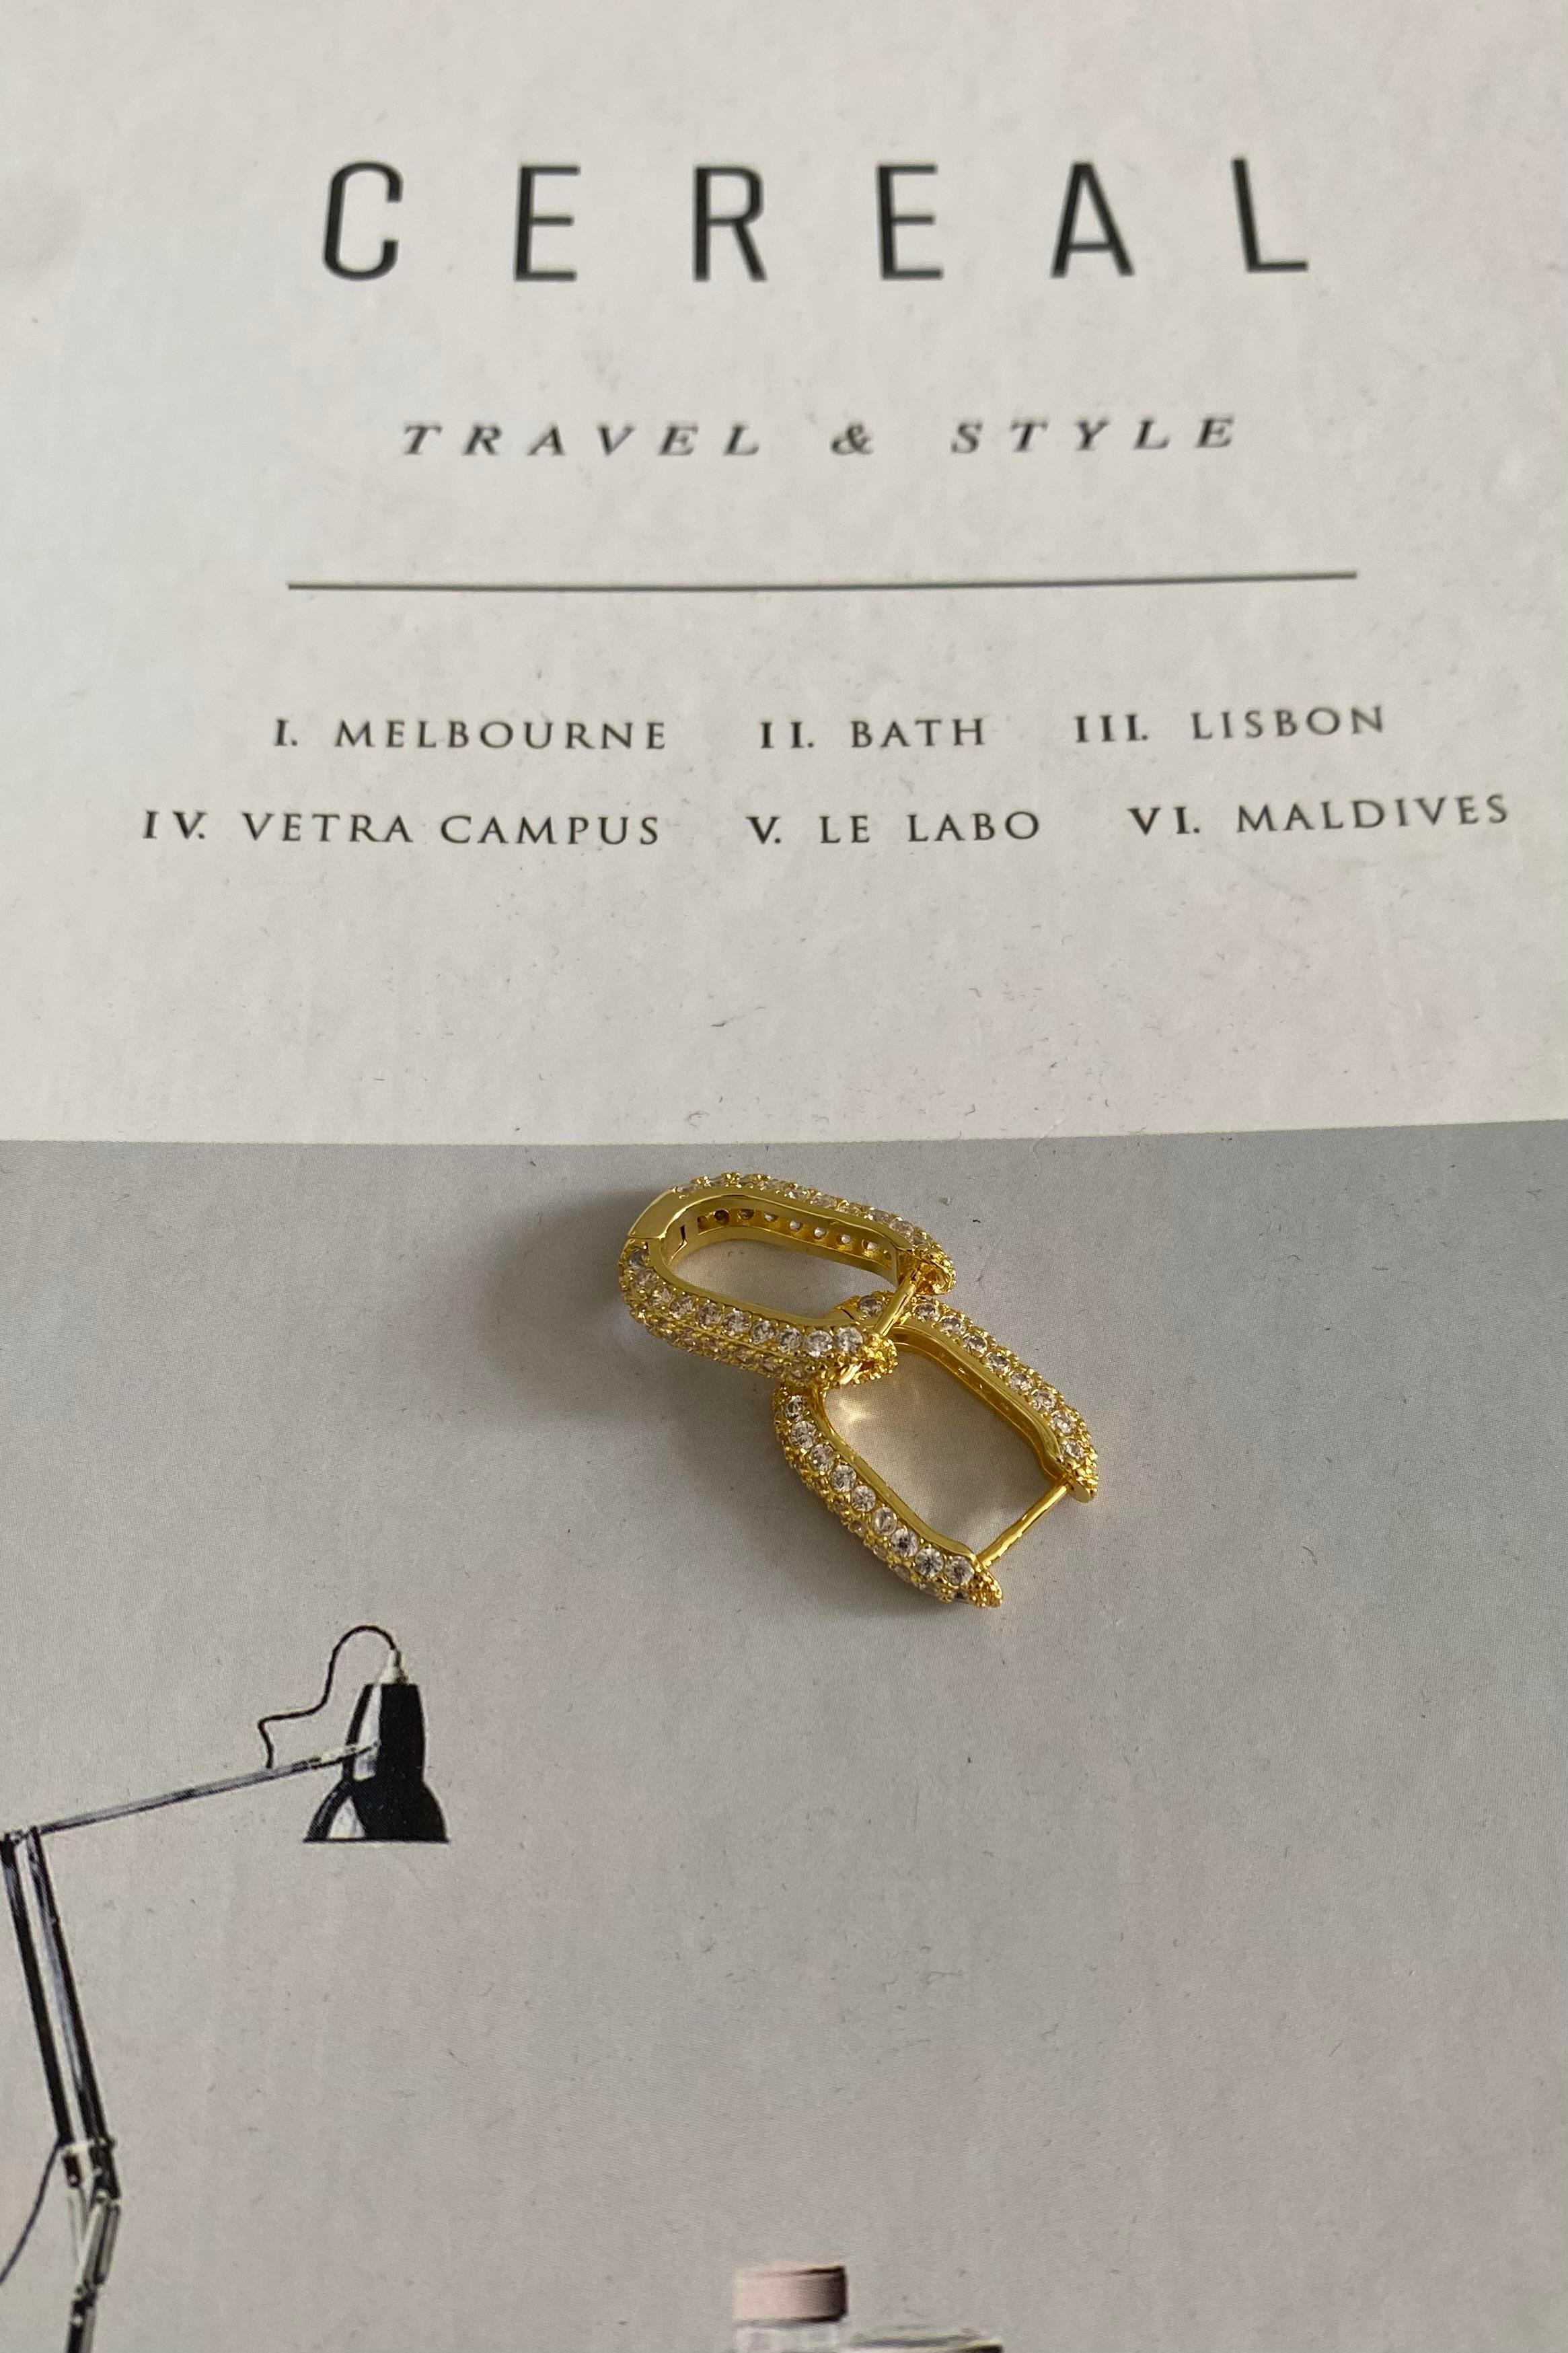 CEREAL
TRAVEL & STYLE
I. MELBOURNE II. BATH III. LISBON
IV. VETRA CAMPUS V. LE LABO VI. MALDIVES